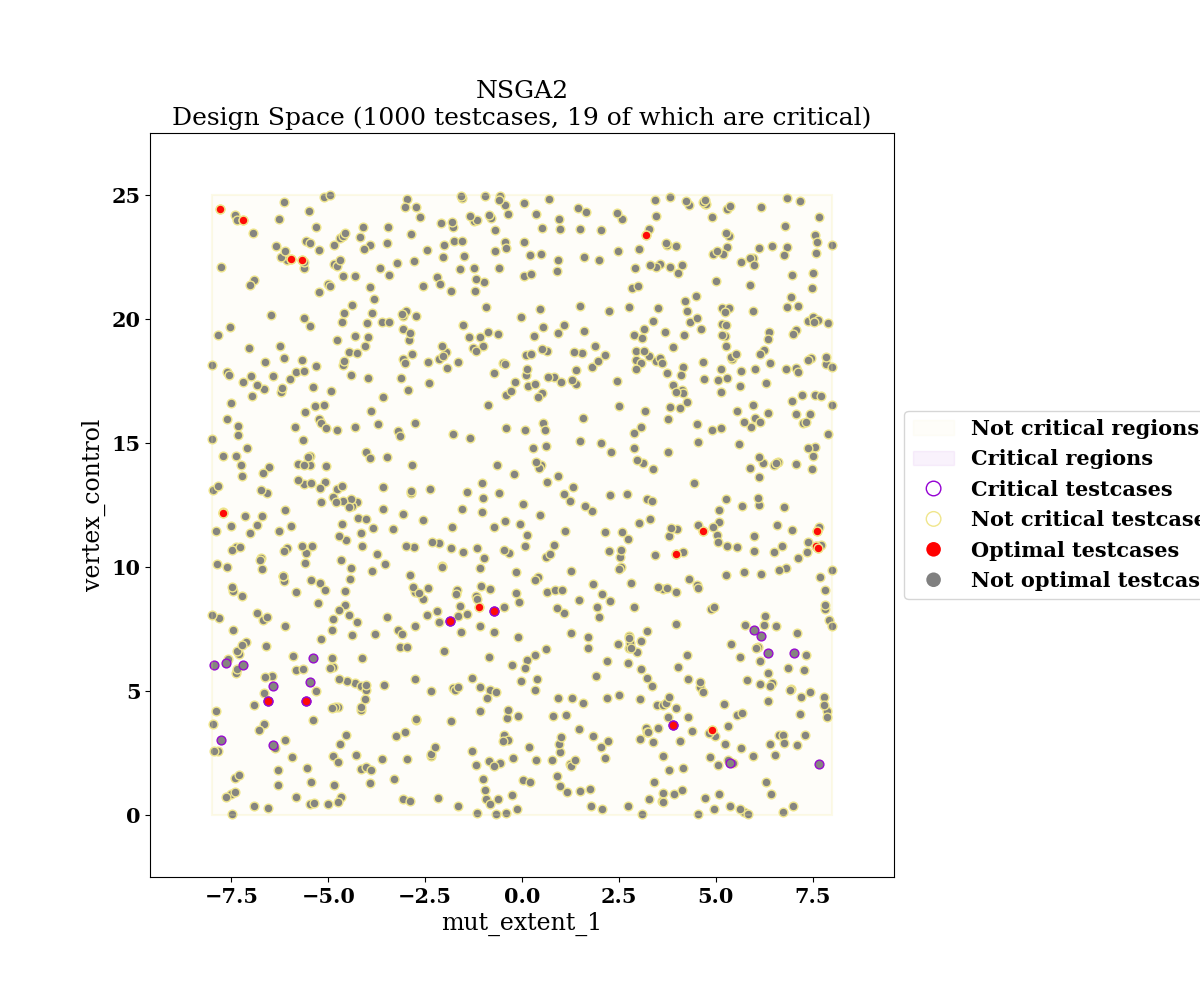 NSGA2
Design Space (1000 testcases, 19 of which are critical)
25
20
15
10
5
0
vertex_control
−7.5
−5.0
−2.5
0.0
2.5
5.0
7.5
mut_extent_1
Not critical regions
Critical regions
Critical testcases
Not critical testcase
Optimal testcases
Not optimal testcas